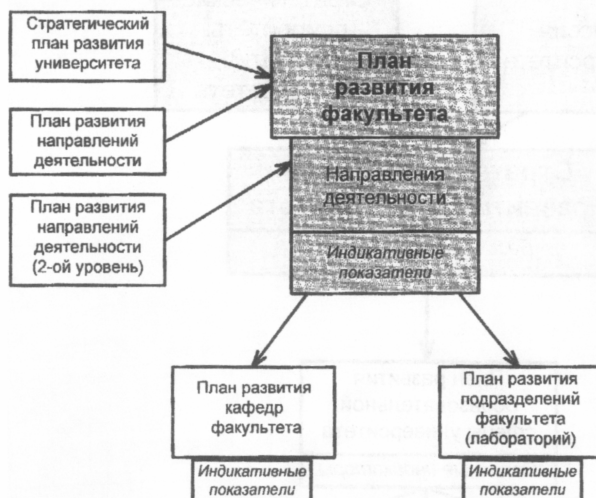 Стратегический
план развития
университета
План развития
направлений
деятельности
План развития
направлений
деятельности
(2-ой уровень)
План
развития
факультета
Направления
деятельности
Индикативные
показатели
План развития
кафедр
факультета
Индикативные
показатели
План развития
подразделений
факультета
(лабораторий)
Индикативные
показатели